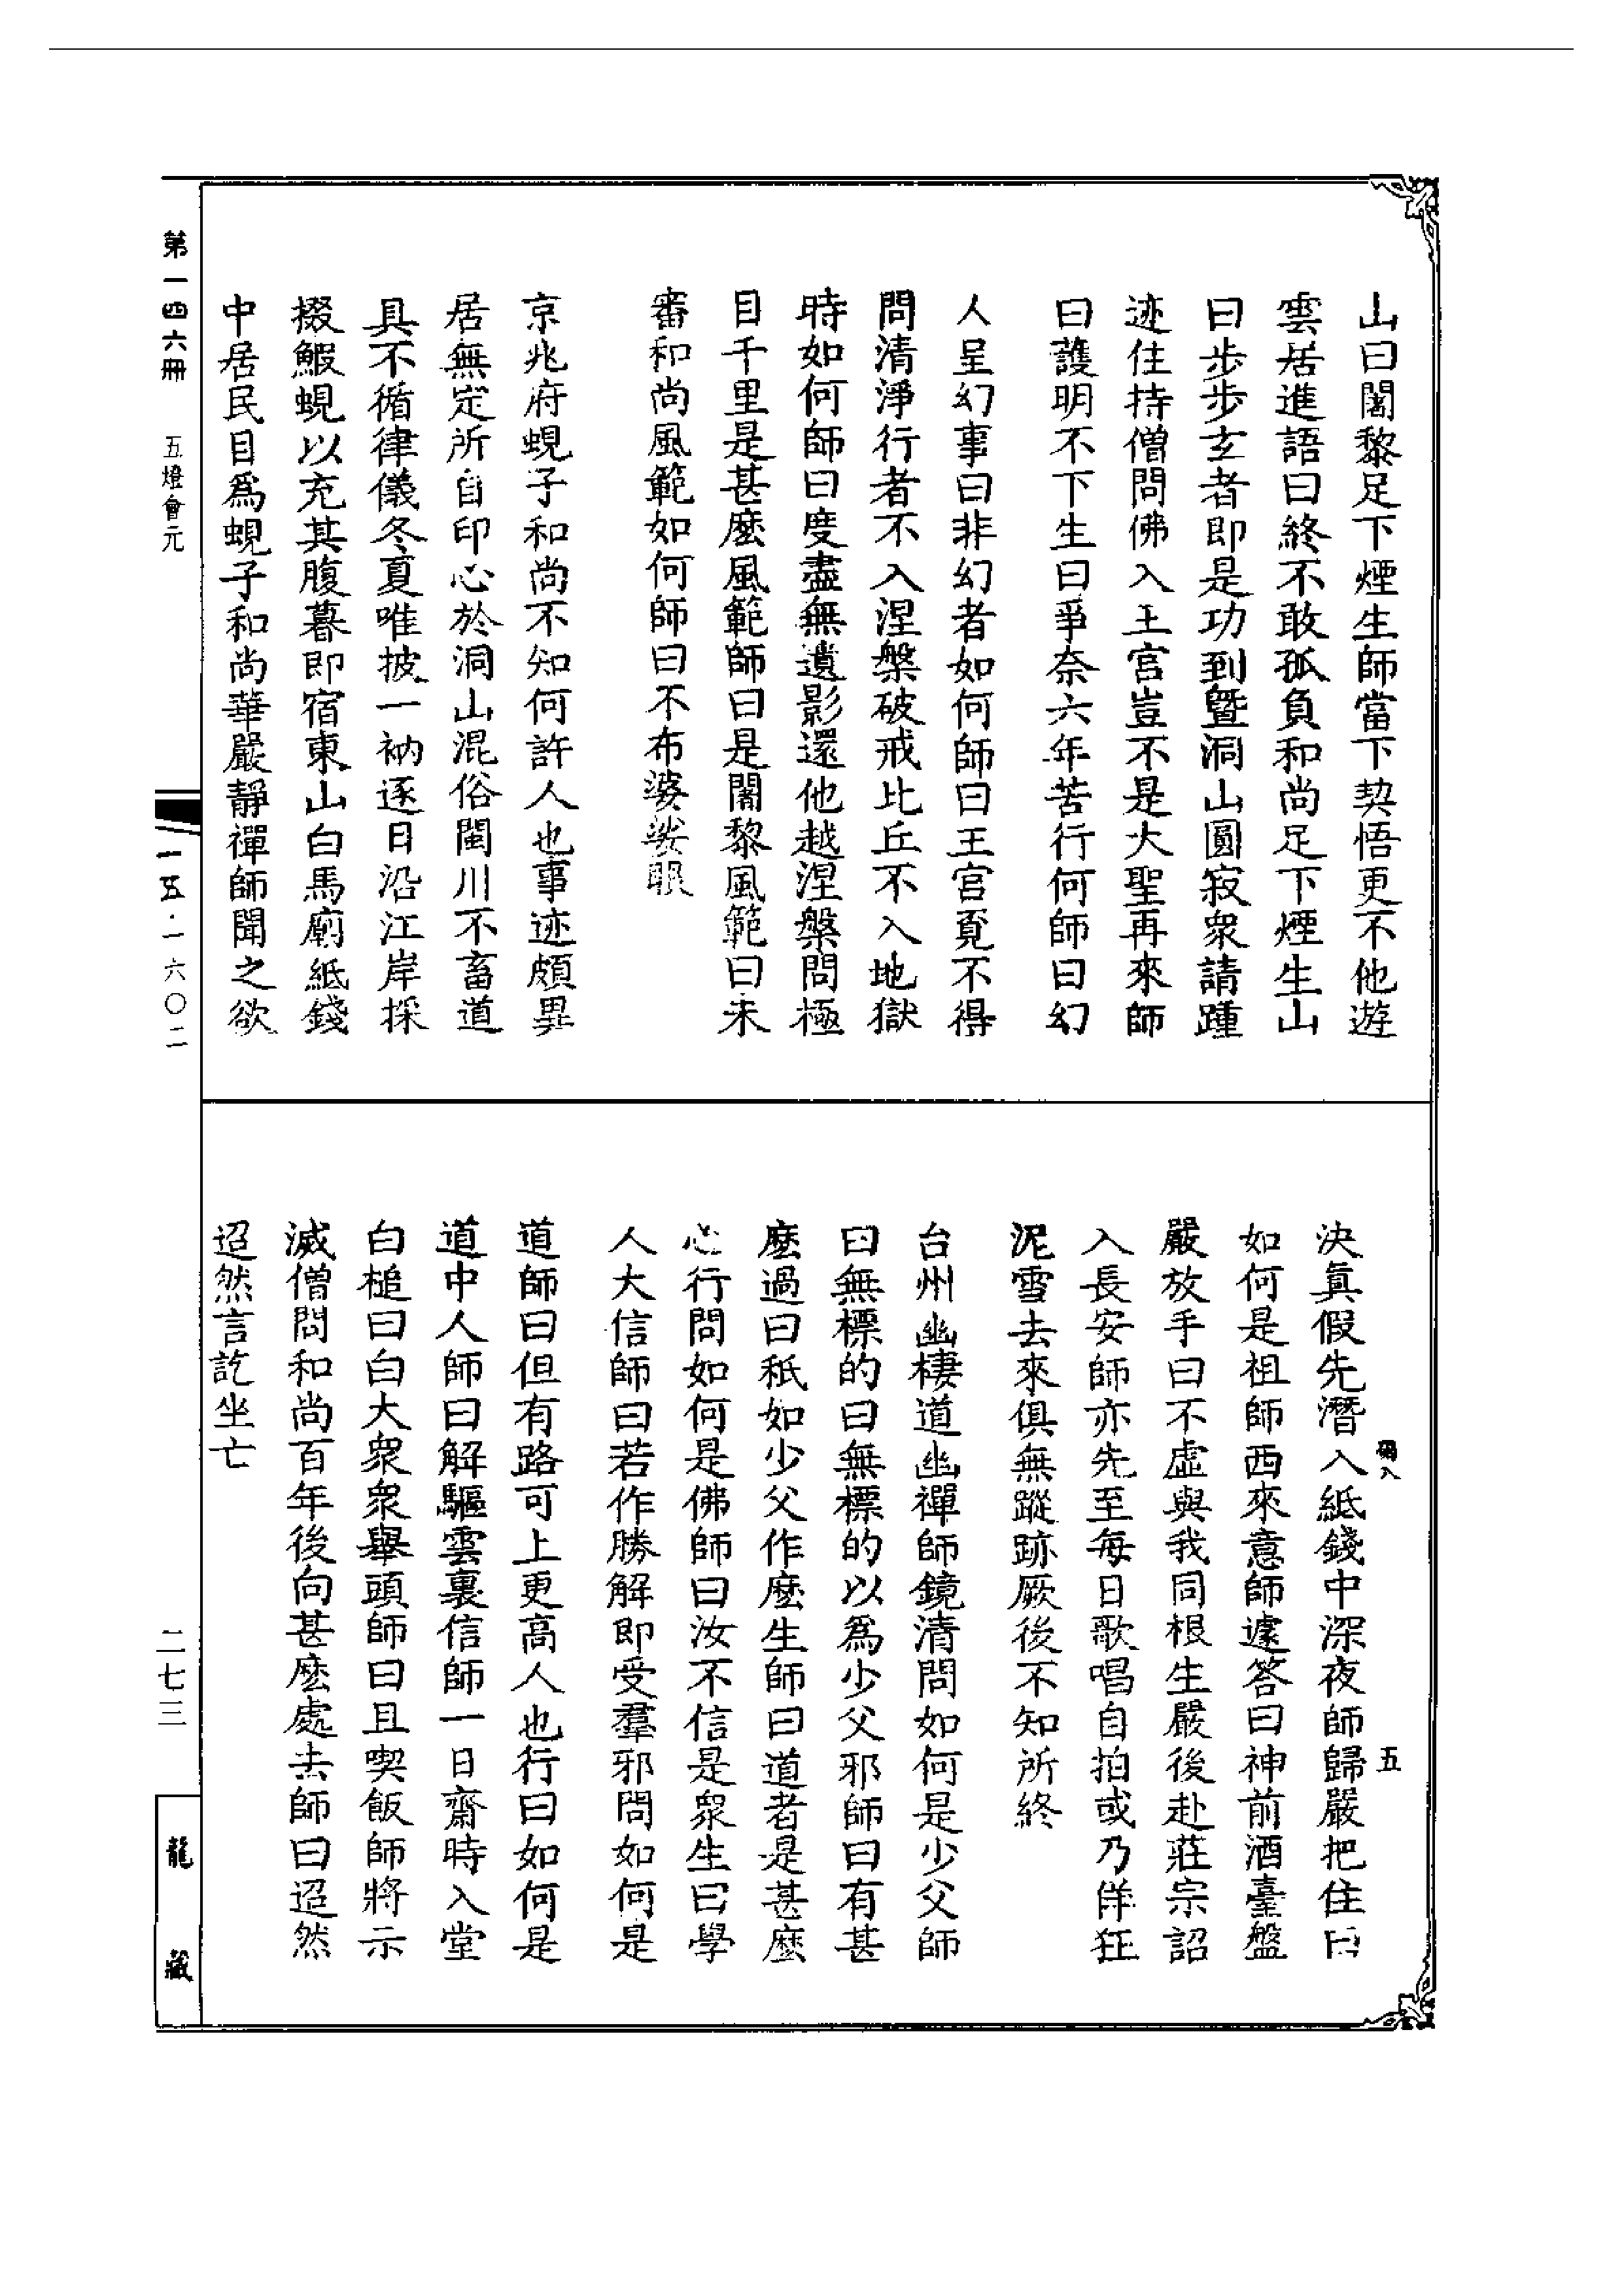 山曰闍黎足下煙生師當下契悟更不他遊
雲居進語曰終不敢孤負和尚足下煙生山
曰步步玄者即是功到暨洞山圓寂衆請踵
迹住持僧問佛入王宮豈不是大聖再來師
曰護明不下生曰爭奈六年苦行何師曰幻
人呈幻事曰非幻者如何師曰王宮覓不得
問清淨行者不入涅槃破戒比丘不入地獄
時如何師曰度盡無遺影還他越涅槃問極
目千里是甚麼風範師曰是闍黎風範曰未
審和尚風範如何師曰不布婆娑眼
京兆府蜆子和尚不知何許人也事迹頗異
居無定所自印心於洞山混俗閩川不畜道
具不循律儀冬夏唯披一衲逐日沿江岸採
掇鰕蜆以充其腹暮即宿東山白馬廟紙錢
中居民目爲蜆子和尚華嚴靜禪師聞之欲
決真假先潛入紙錢中深夜師歸嚴把住曰
如何是祖師西來意師遽答曰神前酒臺盤
嚴放手曰不虛與我同根生嚴後赴莊宗詔
入長安師亦先至每日歌唱自拍或乃佯狂
泥雪去來俱無蹤跡厥後不知所終
台州幽棲道幽禪師鏡清問如何是少父師
曰無標的曰無標的以爲少父邪師曰有甚
麼過曰秖如少父作麼生師曰道者是甚麼
心行問如何是佛師曰汝不信是衆生曰學
人大信師曰若作勝解即受羣邪問如何是
道師曰但有路可上更高人也行曰如何是
道中人師曰解驅雲裏信師一日齋時入堂
白槌曰白大衆衆舉頭師曰且喫飯師將示
滅僧問和尚百年後向甚麼處去師曰迢然
迢然言訖坐亡
五
第一四六冊 五燈會元
一五·一六〇二
二七三
龍藏